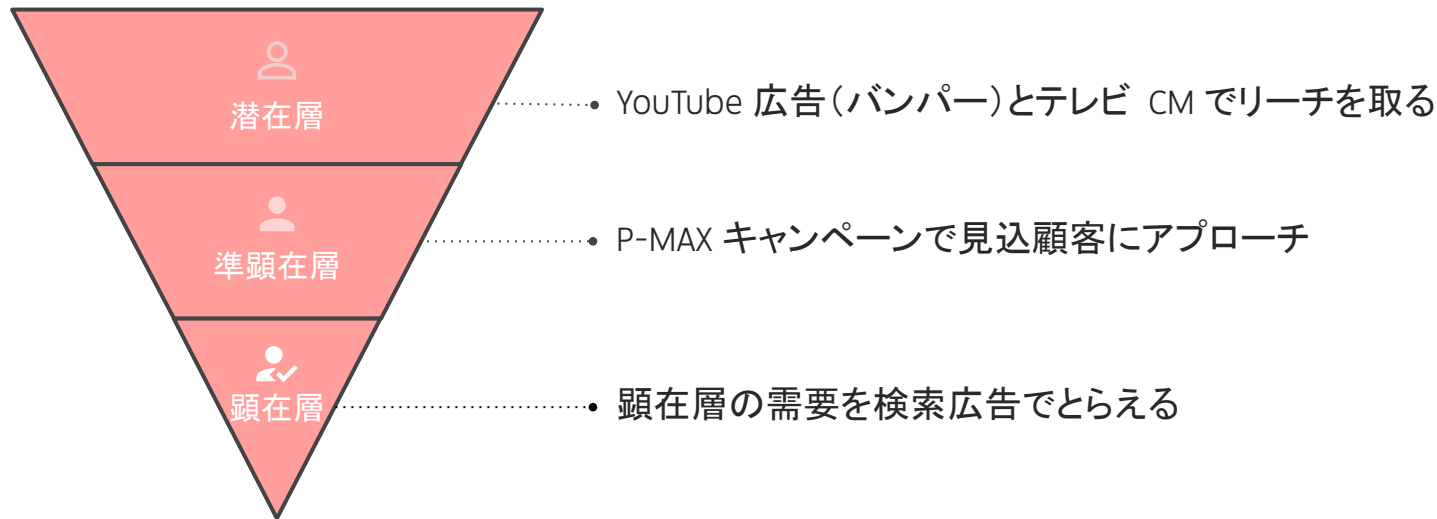 潜在層
YouTube 広告（バンパー）とテレビ CM でリーチを取る
準顕在層
P-MAX キャンペーンで見込顧客にアプローチ
顕在層
顕在層の需要を検索広告でとらえる